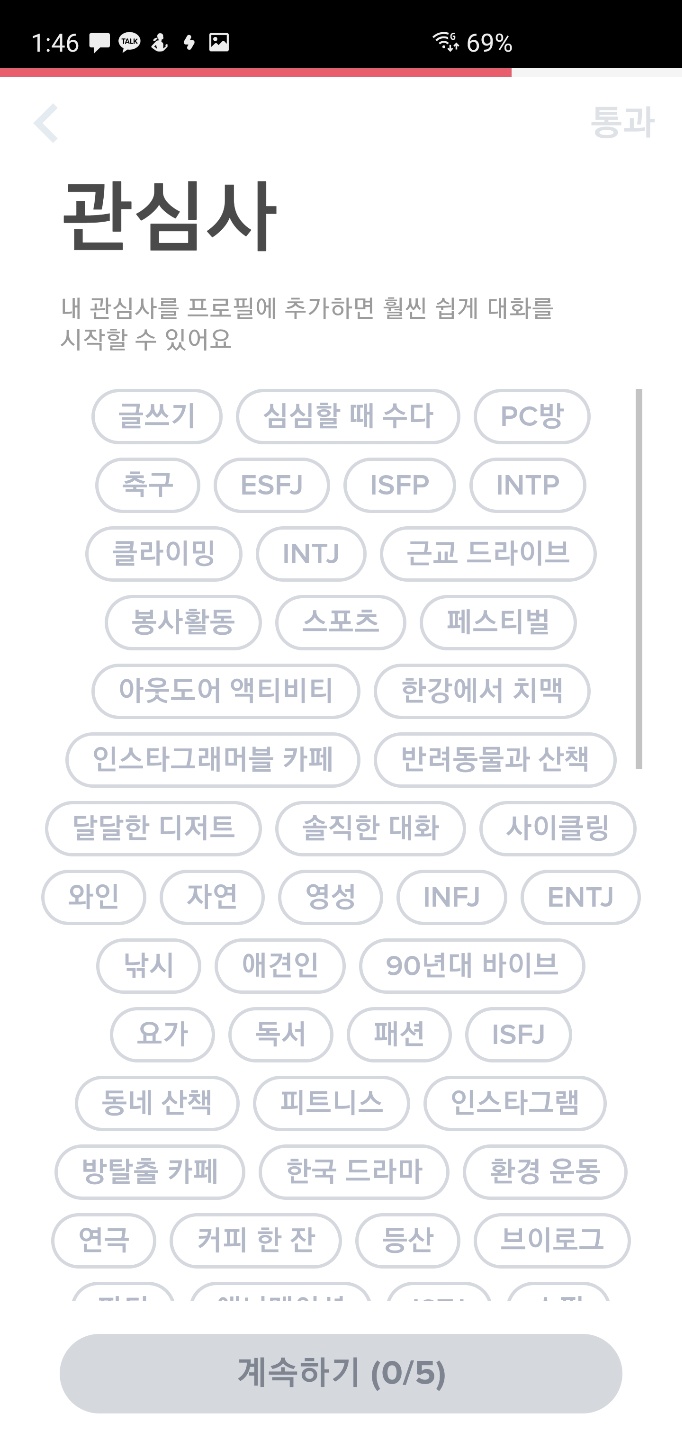 1:46 TALK 69%
통과
관심사
내 관심사를 프로필에 추가하면 훨씬 쉽게 대화를
시작할 수 있어요
글쓰기 심심할 때 수다 PC방
축구 ESFJ ISFP INTP
클라이밍 INTJ 근교 드라이브
봉사활동 스포츠 페스티벌
아웃도어 액티비티 한강에서 치맥
인스타그래머블 카페 반려동물과 산책
달달한 디저트 솔직한 대화 사이클링
와인 자연 영성 INFJ ENTJ
낚시 애견인 90년대 바이브
요가 독서 패션 ISFJ
동네 산책 피트니스 인스타그램
방탈출 카페 한국 드라마 환경 운동
연극 커피 한 잔 등산 브이로그
계속하기 (0/5)